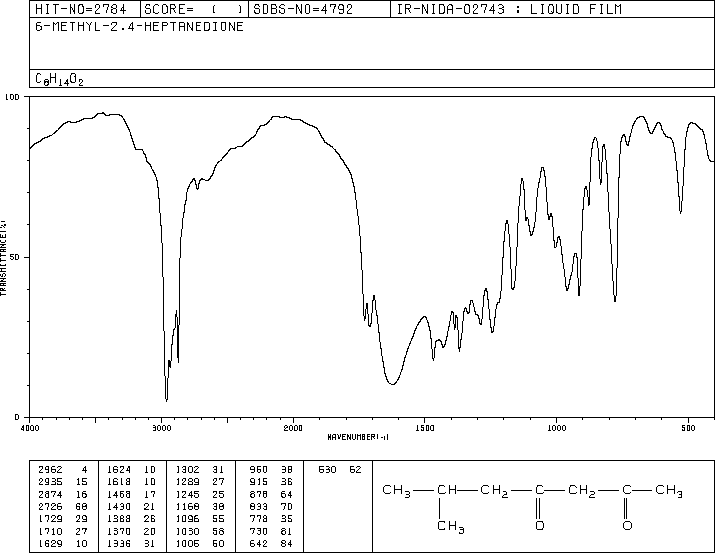 HIT-NO=2784 SCORE= ( ) SDBS-NO=4792 IR-NIDA-02743 : LIQUID FILM
6-METHYL-2,4-HEPTANEDIONE
C8H14O2
100
50
0
TRANSMITTANCE(%)
4000 3000 2000 1500 1000 500
WAVENUMBER(-1)
2962 4 1624 10 1302 31 960 38 530 62
2935 15 1618 10 1289 27 915 36
2874 16 1468 17 1245 25 878 64
2726 68 1430 21 1168 38 833 70
1729 29 1388 26 1096 55 778 35
1710 27 1370 20 1030 58 730 81
1629 10 1336 31 1006 50 642 84
CH3 CH CH2 C CH2 C CH3
CH3 O O